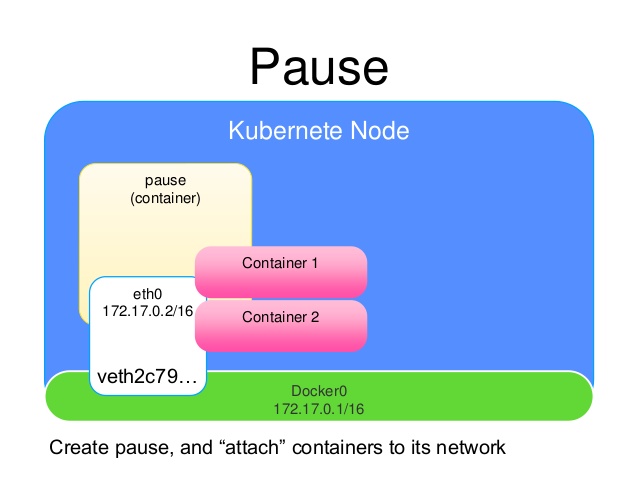 Pause
Kubernete Node
pause
(container)
Container 1
eth0
172.17.0.2/16
Container 2
veth2c79…
Docker0
172.17.0.1/16
Create pause, and “attach” containers to its network